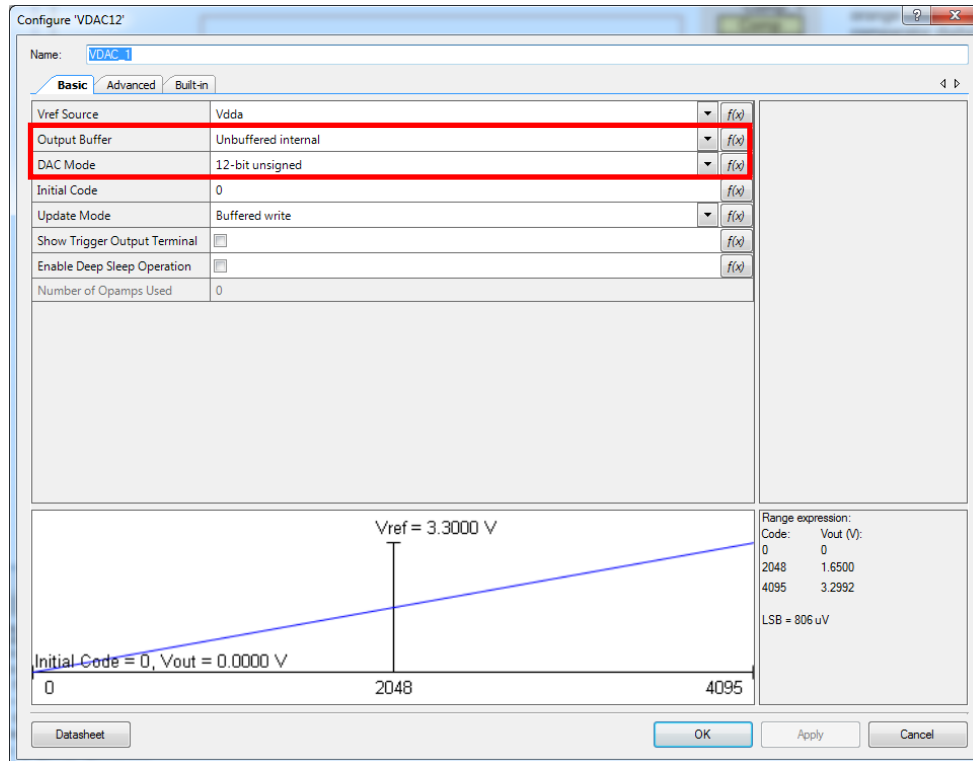 Configure 'VDAC12'
Name: VDAC_1
Basic Advanced Built-in
Vref Source Vdda f(x)
Output Buffer Unbuffered internal f(x)
DAC Mode 12-bit unsigned f(x)
Initial Code 0 f(x)
Update Mode Buffered write f(x)
Show Trigger Output Terminal f(x)
Enable Deep Sleep Operation f(x)
Number of Opamps Used 0
Vref = 3.3000 V
Initial Code = 0, Vout = 0.0000 V
0 2048 4095
Range expression:
Code: Vout (V):
0 0
2048 1.6500
4095 3.2992
LSB = 806 uV
Datasheet OK Apply Cancel